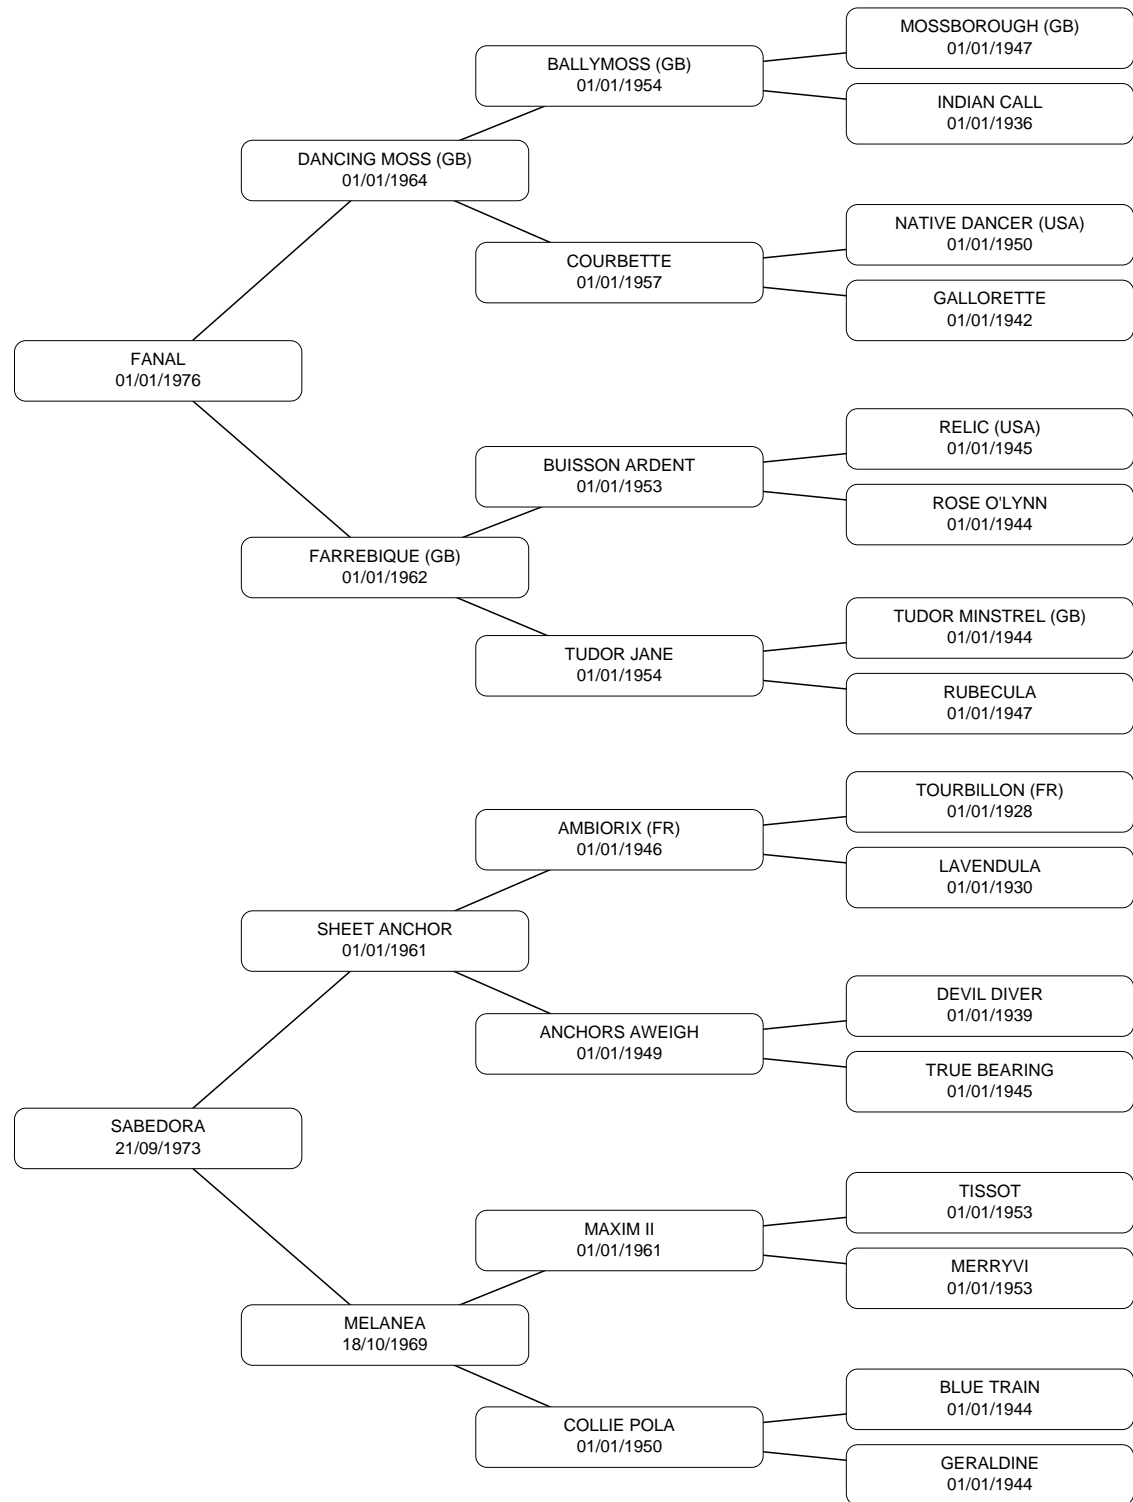 MOSSBOROUGH (GB)
01/01/1947
BALLYMOSS (GB)
01/01/1954
INDIAN CALL
01/01/1936
DANCING MOSS (GB)
01/01/1964
NATIVE DANCER (USA)
01/01/1950
COURBETTE
01/01/1957
GALLORETTE
01/01/1942
FANAL
01/01/1976
RELIC (USA)
01/01/1945
BUISSON ARDENT
01/01/1953
ROSE O'LYNN
01/01/1944
FARREBIQUE (GB)
01/01/1962
TUDOR MINSTREL (GB)
01/01/1944
TUDOR JANE
01/01/1954
RUBECULA
01/01/1947
TOURBILLON (FR)
01/01/1928
AMBIORIX (FR)
01/01/1946
LAVENDULA
01/01/1930
SHEET ANCHOR
01/01/1961
DEVIL DIVER
01/01/1939
ANCHORS AWEIGH
01/01/1949
TRUE BEARING
01/01/1945
SABEDORA
21/09/1973
TISSOT
01/01/1953
MAXIM II
01/01/1961
MERRYVI
01/01/1953
MELANEA
18/10/1969
BLUE TRAIN
01/01/1944
COLLIE POLA
01/01/1950
GERALDINE
01/01/1944